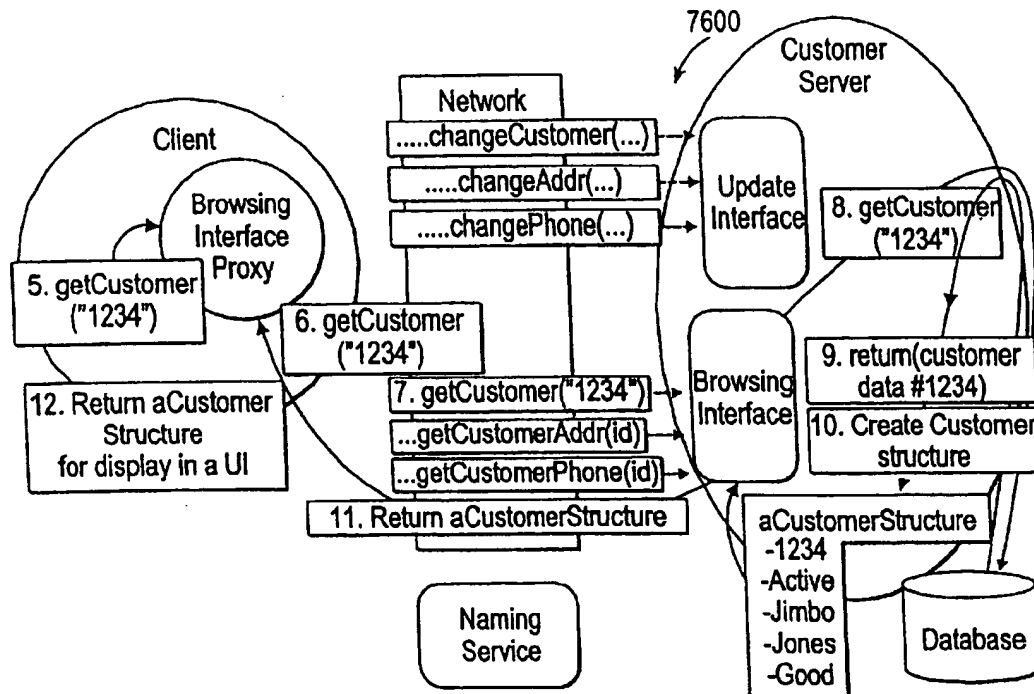 7600
Customer
Server
Network
.....changeCustomer(...)
.....changeAddr(...)
.....changePhone(...)
Client
Browsing
Interface
Proxy
Update
Interface
5. getCustomer
("1234")
6. getCustomer
("1234")
7. getCustomer("1234")
...getCustomerAddr(id)
...getCustomerPhone(id)
Browsing
Interface
8. getCustomer
("1234")
9. return(customer
data #1234)
10. Create Customer
structure
11. Return aCustomerStructure
12. Return aCustomer
Structure
for display in a UI
aCustomerStructure
-1234
-Active
-Jimbo
-Jones
-Good
Database
Naming
Service